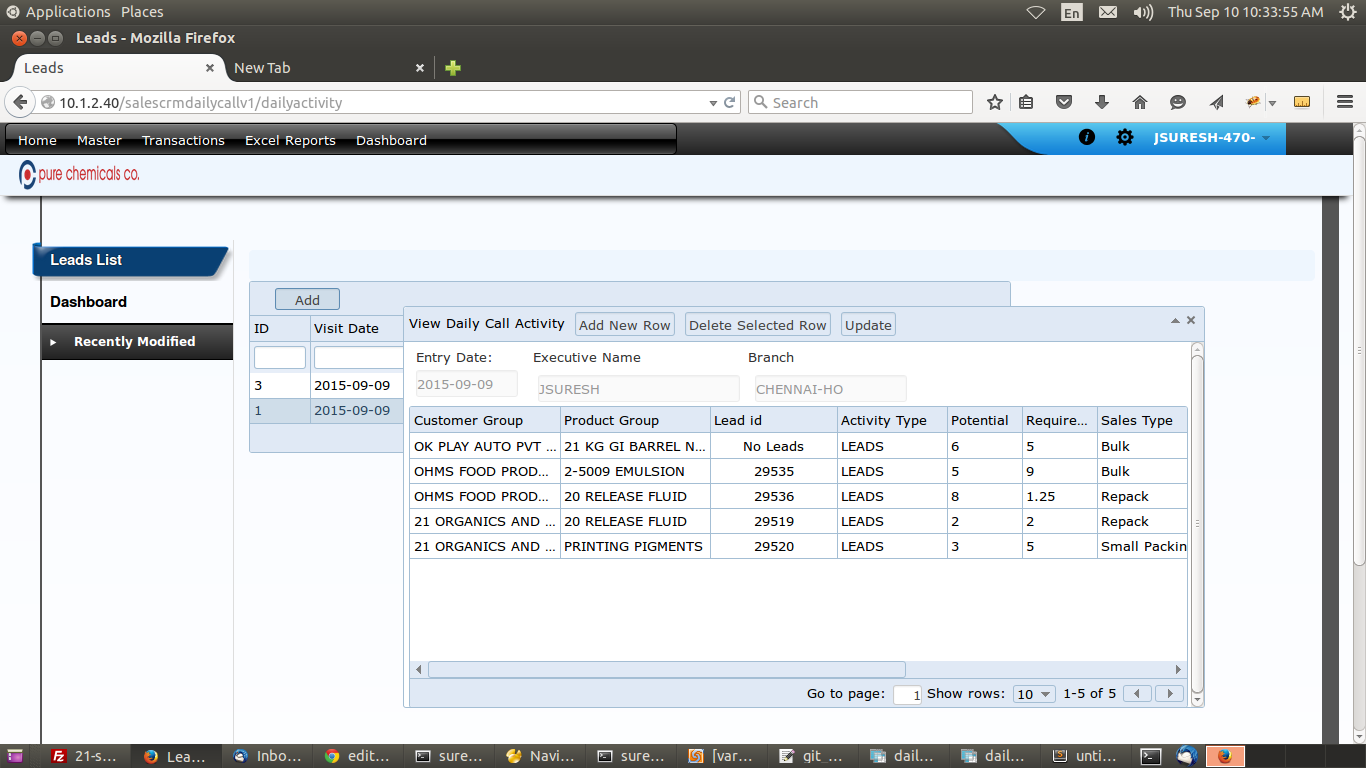 Applications Places En Thu Sep 10 10:33:55 AM
Leads - Mozilla Firefox
Leads New Tab
10.1.2.40/salescrmdailycallv1/dailyactivity Search
Home Master Transactions Excel Reports Dashboard JSURESH-470-
pure chemicals co.
Leads List
Dashboard
Recently Modified
Add
ID Visit Date
3 2015-09-09
1 2015-09-09
View Daily Call Activity Add New Row Delete Selected Row Update
Entry Date: Executive Name Branch
2015-09-09 JSURESH CHENNAI-HO
Customer Group Product Group Lead id Activity Type Potential Require... Sales Type
OK PLAY AUTO PVT ... 21 KG GI BARREL N... No Leads LEADS 6 5 Bulk
OHMS FOOD PROD... 2-5009 EMULSION 29535 LEADS 5 9 Bulk
OHMS FOOD PROD... 20 RELEASE FLUID 29536 LEADS 8 1.25 Repack
21 ORGANICS AND ... 20 RELEASE FLUID 29519 LEADS 2 2 Repack
21 ORGANICS AND ... PRINTING PIGMENTS 29520 LEADS 3 5 Small Packin
Go to page: 1 Show rows: 10 1-5 of 5
21-s... Lea... Inbo... edit... sure... Navi... sure... [var... git_... dail... dail... unti...